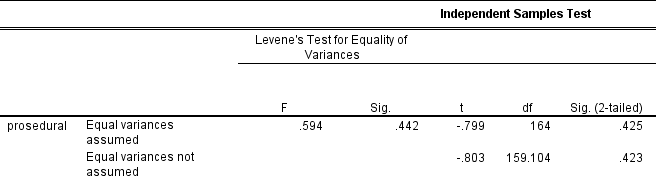 Independent Samples Test
Levene's Test for Equality of
Variances
F Sig. t df Sig. (2-tailed)
prosedural Equal variances assumed .594 .442 -.799 164 .425
Equal variances not assumed -.803 159.104 .423